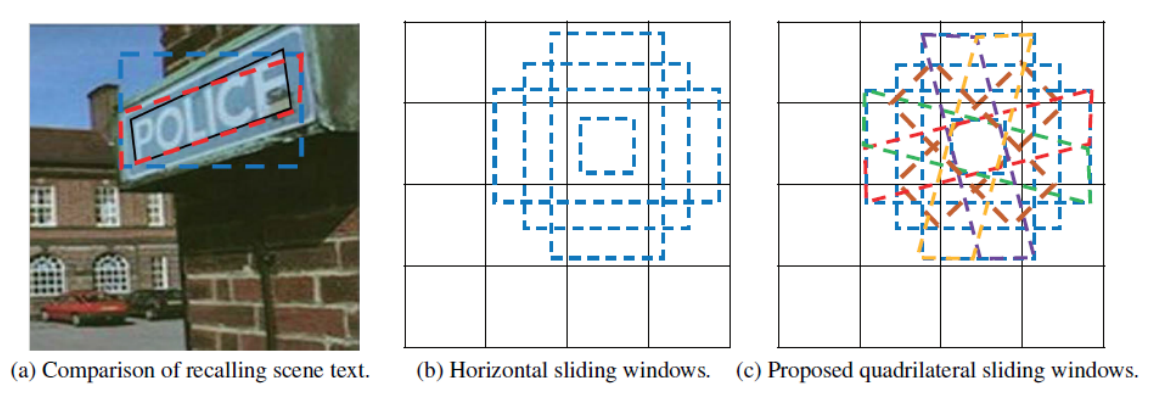 POLICE
(a) Comparison of recalling scene text.
(b) Horizontal sliding windows.
(c) Proposed quadrilateral sliding windows.